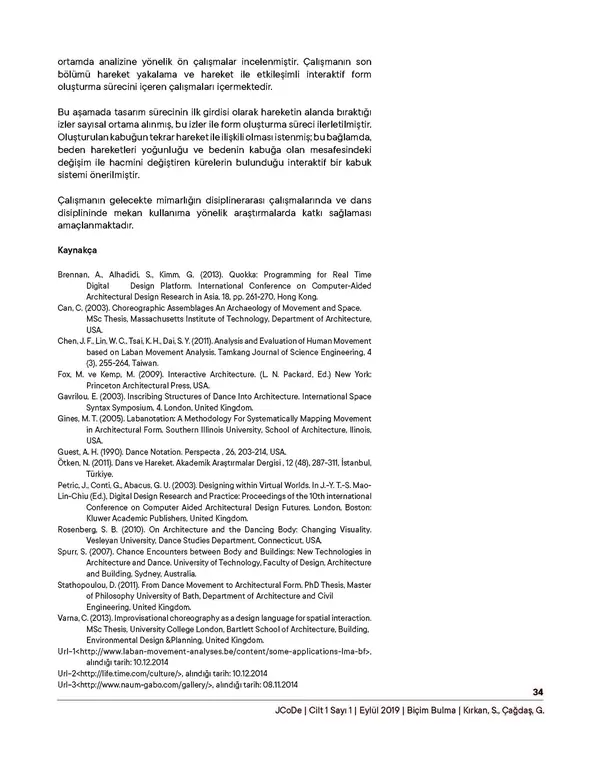 ortamda analizine yönelik ön çalışmalar incelenmiştir. Çalışmanın son
bölümü hareket yakalama ve hareket ile etkileşimli interaktif form
oluşturma sürecini içeren çalışmaları içermektedir.
Bu aşamada tasarım sürecinin ilk girdisi olarak hareketin alanda bıraktığı
izler sayısal ortama alınmış, bu izler ile form oluşturma süreci ilerletilmiştir.
Oluşturulan kabuğun tekrar hareket ile ilişkili olması istenmiş; bu bağlamda,
beden hareketleri yoğunluğu ve bedenin kabuğa olan mesafesindeki
değişim ile hacmini değiştiren kürelerin bulunduğu interaktif bir kabuk
sistemi önerilmiştir.
Çalışmanın gelecekte mimarlığın disiplinerarası çalışmalarında ve dans
disiplininde mekan kullanıma yönelik araştırmalarda katkı sağlaması
amaçlanmaktadır.
Kaynakça
Brennan, A., Alhadidi, S., Kimm, G. (2013). Quokka: Programming for Real Time
Digital Design Platform. International Conference on Computer-Aided
Architectural Design Research in Asia, 18, pp. 261-270, Hong Kong.
Can, C. (2003). Choreographic Assemblages An Archaeology of Movement and Space.
MSc Thesis, Massachusetts Institute of Technology, Department of Architecture,
USA.
Chen, J. F., Lin, W. C., Tsai, K. H., Dai, S. Y. (2011). Analysis and Evaluation of Human Movement
based on Laban Movement Analysis. Tamkang Journal of Science Engineering, 4
(3), 255-264, Taiwan.
Fox, M. ve Kemp, M. (2009). Interactive Architecture. (L. N. Packard, Ed.) New York:
Princeton Architectural Press, USA.
Gavrilou, E. (2003). Inscribing Structures of Dance Into Architecture. International Space
Syntax Symposium, 4. London, United Kingdom.
Gines, M. T. (2005). Labanotation: A Methodology For Systematically Mapping Movement
in Architectural Form. Southern Illinois University, School of Architecture, Ilinois,
USA.
Guest, A. H. (1990). Dance Notation. Perspecta , 26, 203-214, USA.
Ötken, N. (2011). Dans ve Hareket. Akademik Araştırmalar Dergisi , 12 (48), 287-311, İstanbul,
Türkiye.
Petric, J., Conti, G., Abacus, G. U. (2003). Designing within Virtual Worlds. In J.-Y. T.-S. Mao-
Lin-Chiu (Ed.), Digital Design Research and Practice: Proceedings of the 10th international
Conference on Computer Aided Architectural Design Futures. London, Boston:
Kluwer Academic Publishers, United Kingdom.
Rosenberg, S. B. (2010). On Architecture and the Dancing Body: Changing Visuality.
Vesleyan University, Dance Studies Department, Connecticut, USA.
Spurr, S. (2007). Chance Encounters between Body and Buildings: New Technologies in
Architecture and Dance. University of Technology, Faculty of Design, Architecture
and Building, Sydney, Australia.
Stathopoulou, D. (2011). From Dance Movement to Architectural Form. PhD Thesis, Master
of Philosophy University of Bath, Department of Architecture and Civil
Engineering, United Kingdom.
Varna, C. (2013). Improvisational choreography as a design language for spatial interaction.
MSc Thesis, University College London, Bartlett School of Architecture, Building,
Environmental Design &Planning, United Kingdom.
Url-1<http://www.laban-movement-analyses.be/content/some-applications-lma-bf>,
alındığı tarih: 10.12.2014
Url-2<http://life.time.com/culture/>, alındığı tarih: 10.12.2014
Url-3<http://www.naum-gabo.com/gallery/>, alındığı tarih: 08.11.2014
34
JCoDe | Cilt 1 Sayı 1 | Eylül 2019 | Biçim Bulma | Kırkan, S., Çağdaş, G.